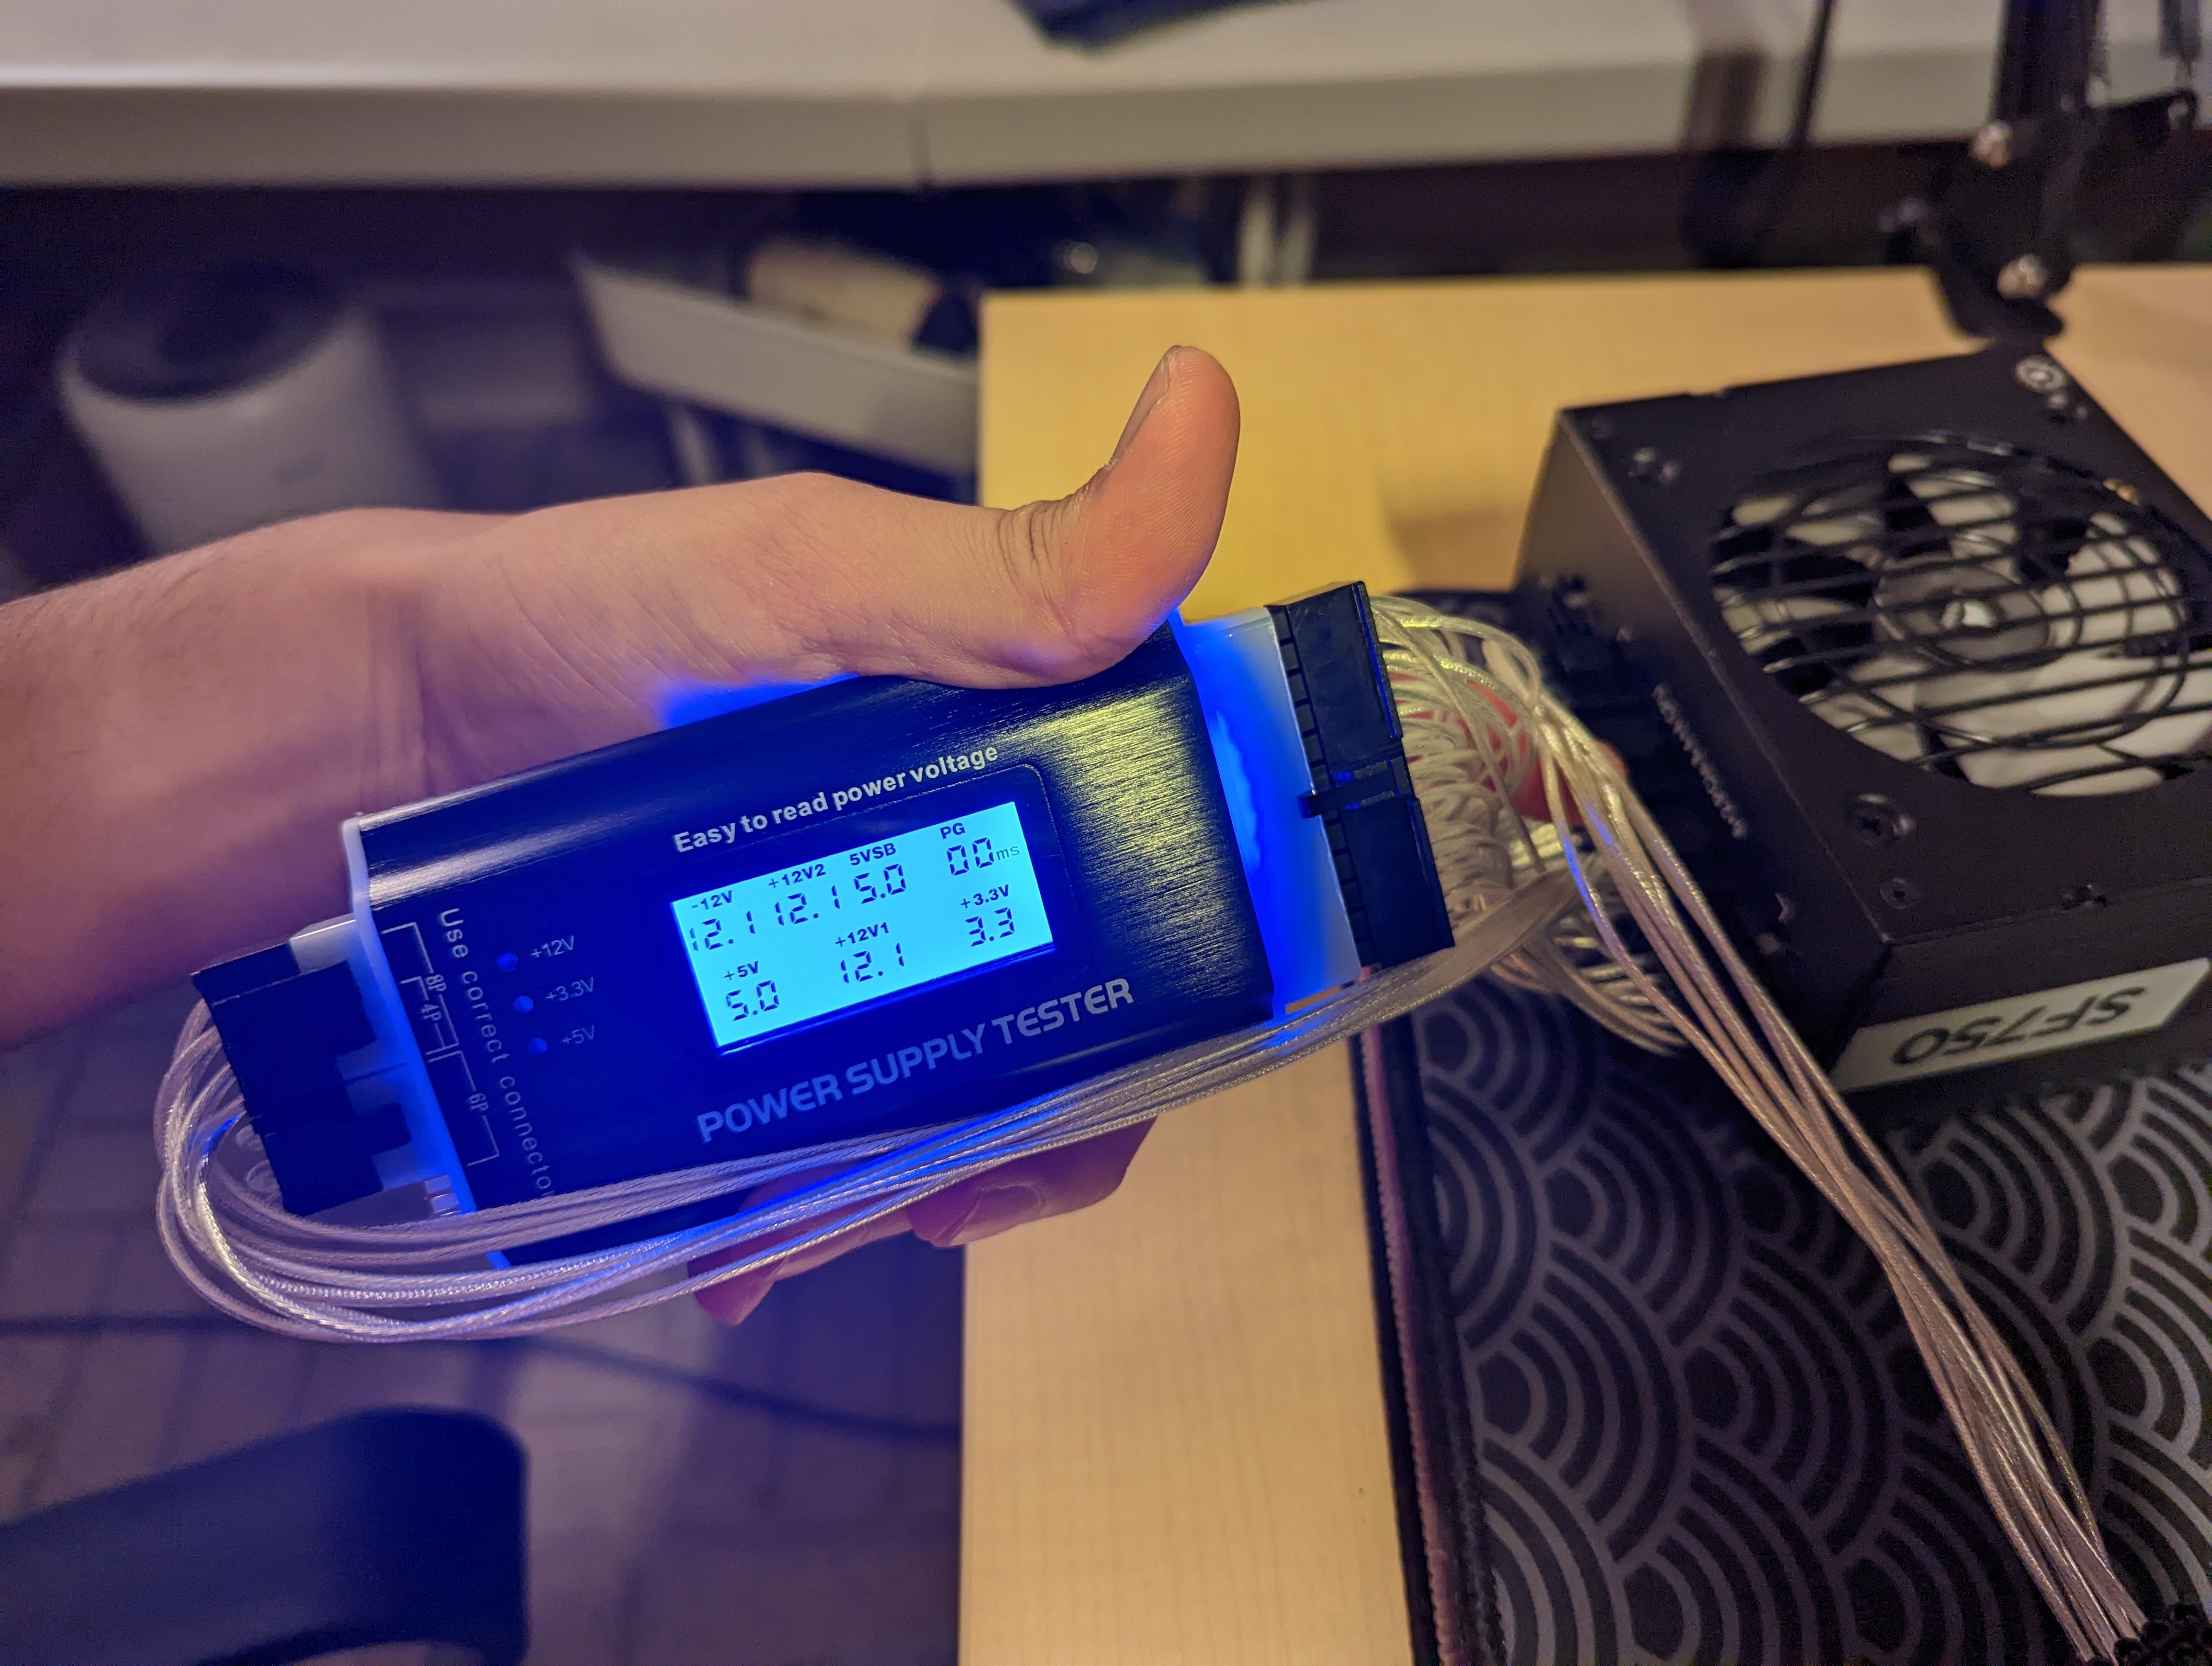 Easy to read power voltage
-12V +12V2 5VSB PG
12.1 12.1 5.0 00ms
+5V +12V1 +3.3V
5.0 12.1 3.3
POWER SUPPLY TESTER
+12V
+3.3V
+5V
8P
4P
6P
Use correct connector
SF750